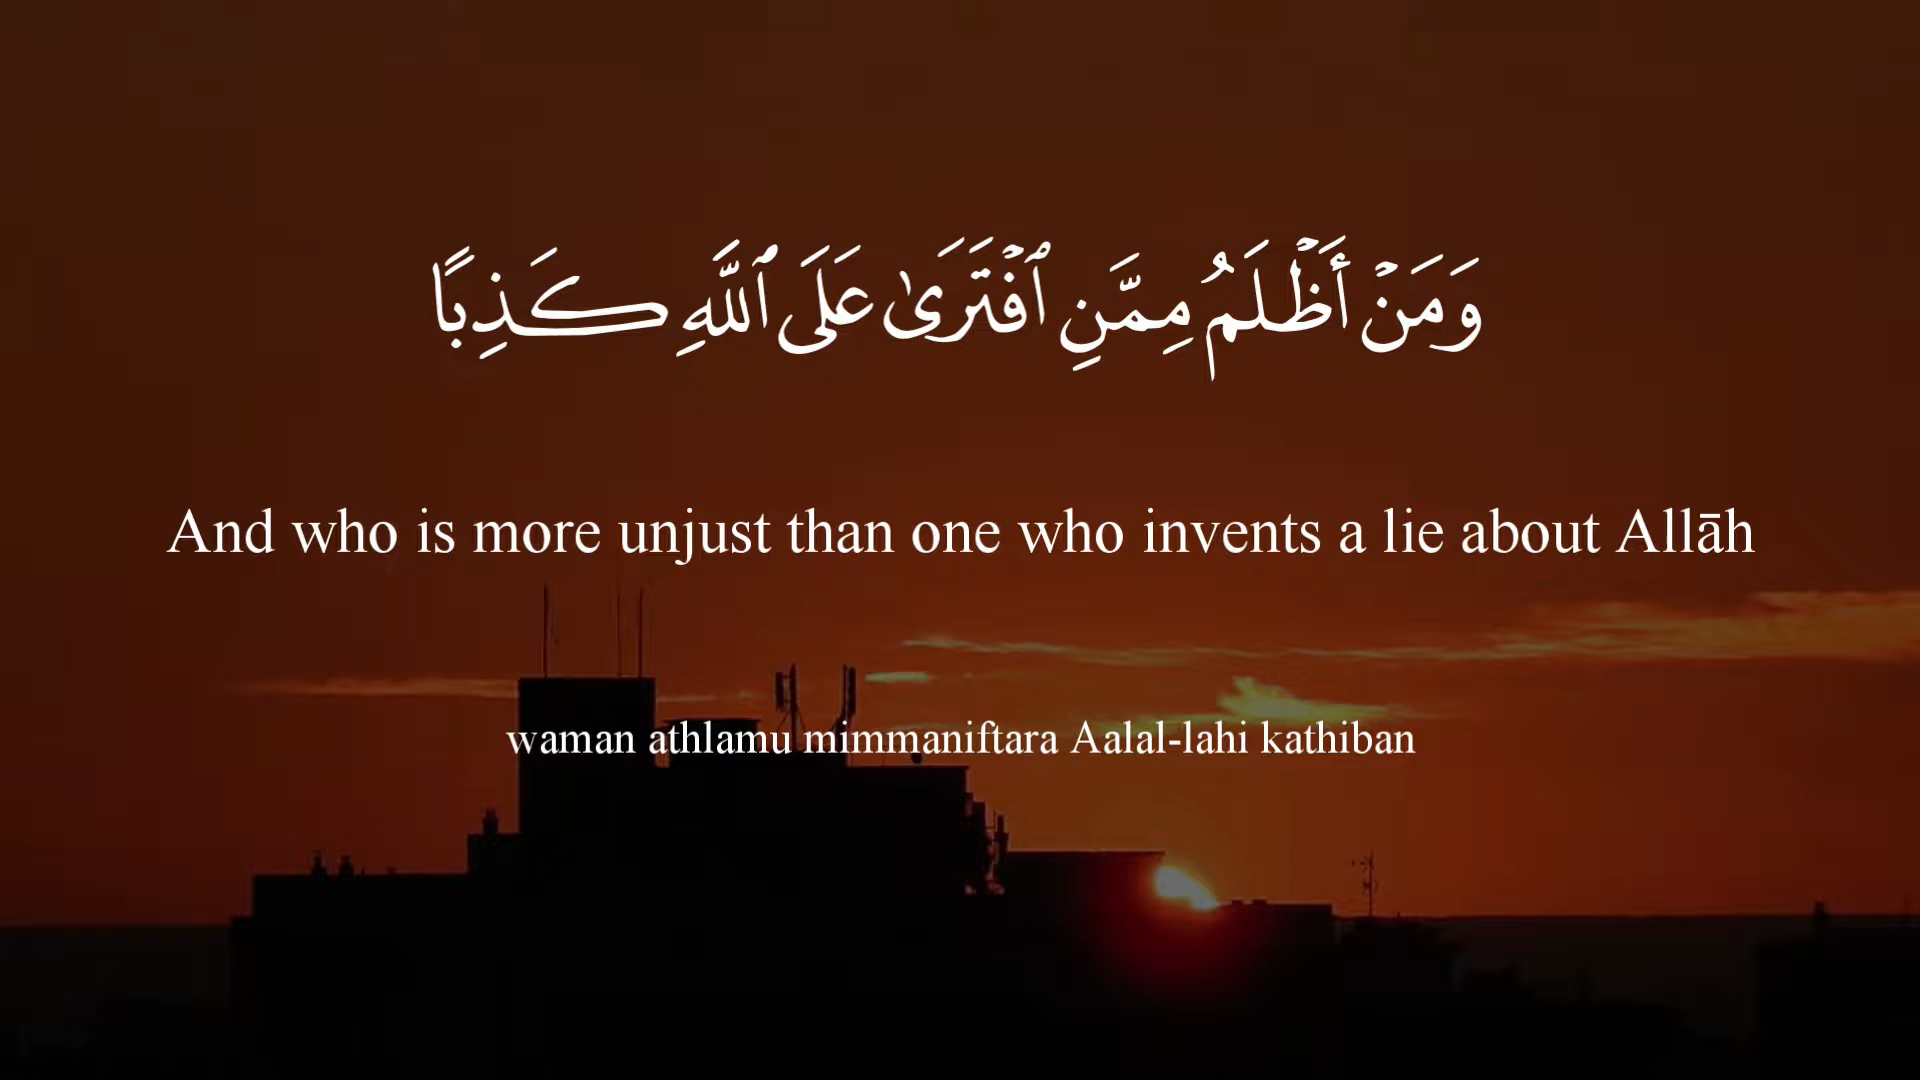 وَمَنۡ أَظۡلَمُ مِمَّنِ ٱفۡتَرَىٰ عَلَى ٱللَّهِ كَذِبًا
And who is more unjust than one who invents a lie about Allāh
waman athlamu mimmaniftara Aalal-lahi kathiban